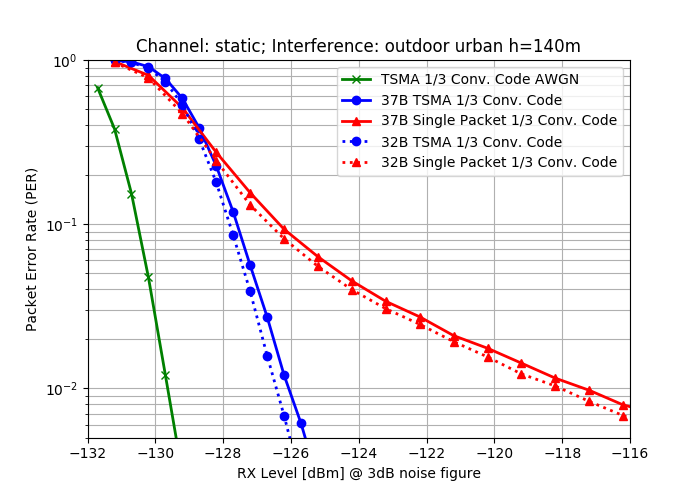 Channel: static; Interference: outdoor urban h=140m
TSMA 1/3 Conv. Code AWGN
37B TSMA 1/3 Conv. Code
37B Single Packet 1/3 Conv. Code
32B TSMA 1/3 Conv. Code
32B Single Packet 1/3 Conv. Code
Packet Error Rate (PER)
10⁰
10⁻¹
10⁻²
−132 −130 −128 −126 −124 −122 −120 −118 −116
RX Level [dBm] @ 3dB noise figure